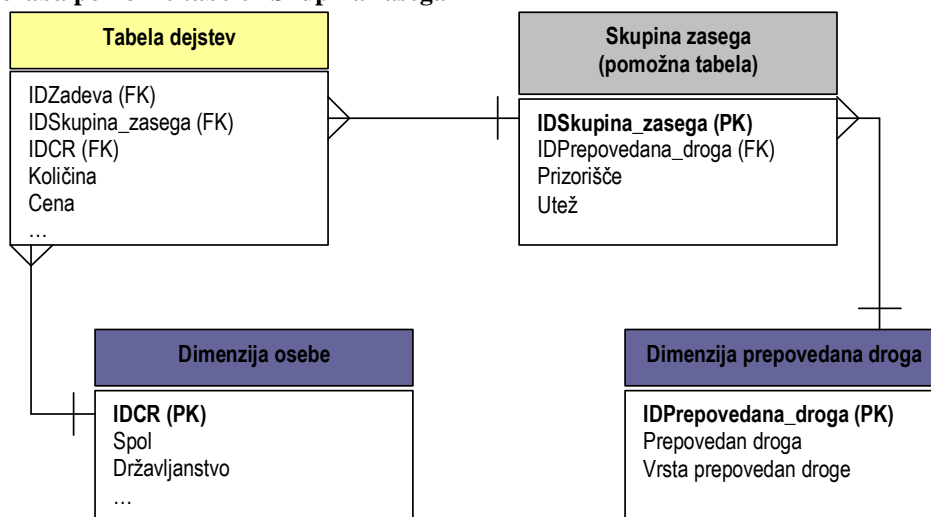 Tabela dejstev
IDZadeva (FK)
IDSkupina_zasega (FK)
IDCR (FK)
Količina
Cena
…
Skupina zasega
(pomožna tabela)
IDSkupina_zasega (PK)
IDPrepovedana_droga (FK)
Prizorišče
Utež
Dimenzija osebe
IDCR (PK)
Spol
Državljanstvo
…
Dimenzija prepovedana droga
IDPrepovedana_droga (PK)
Prepovedan droga
Vrsta prepovedan droge